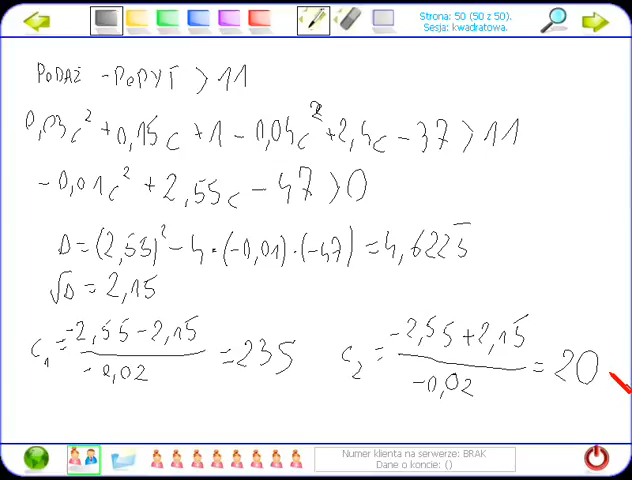 Strona: 50 (50 z 50).
Sesja: kwadratowa.
PODAŻ - POPYT > 11
0,03c² + 0,15c + 1 - 0,04c² + 2,4c - 37 > 11
-0,01c² + 2,55c - 47 > 0
D = (2,55)² - 4 · (-0,01) · (-47) = 4,6225
√D = 2,15
c₁ = (-2,55 - 2,15) / -0,02 = 235 c₂ = (-2,55 + 2,15) / -0,02 = 20
Numer klienta na serwerze: BRAK
Dane o koncie: ()